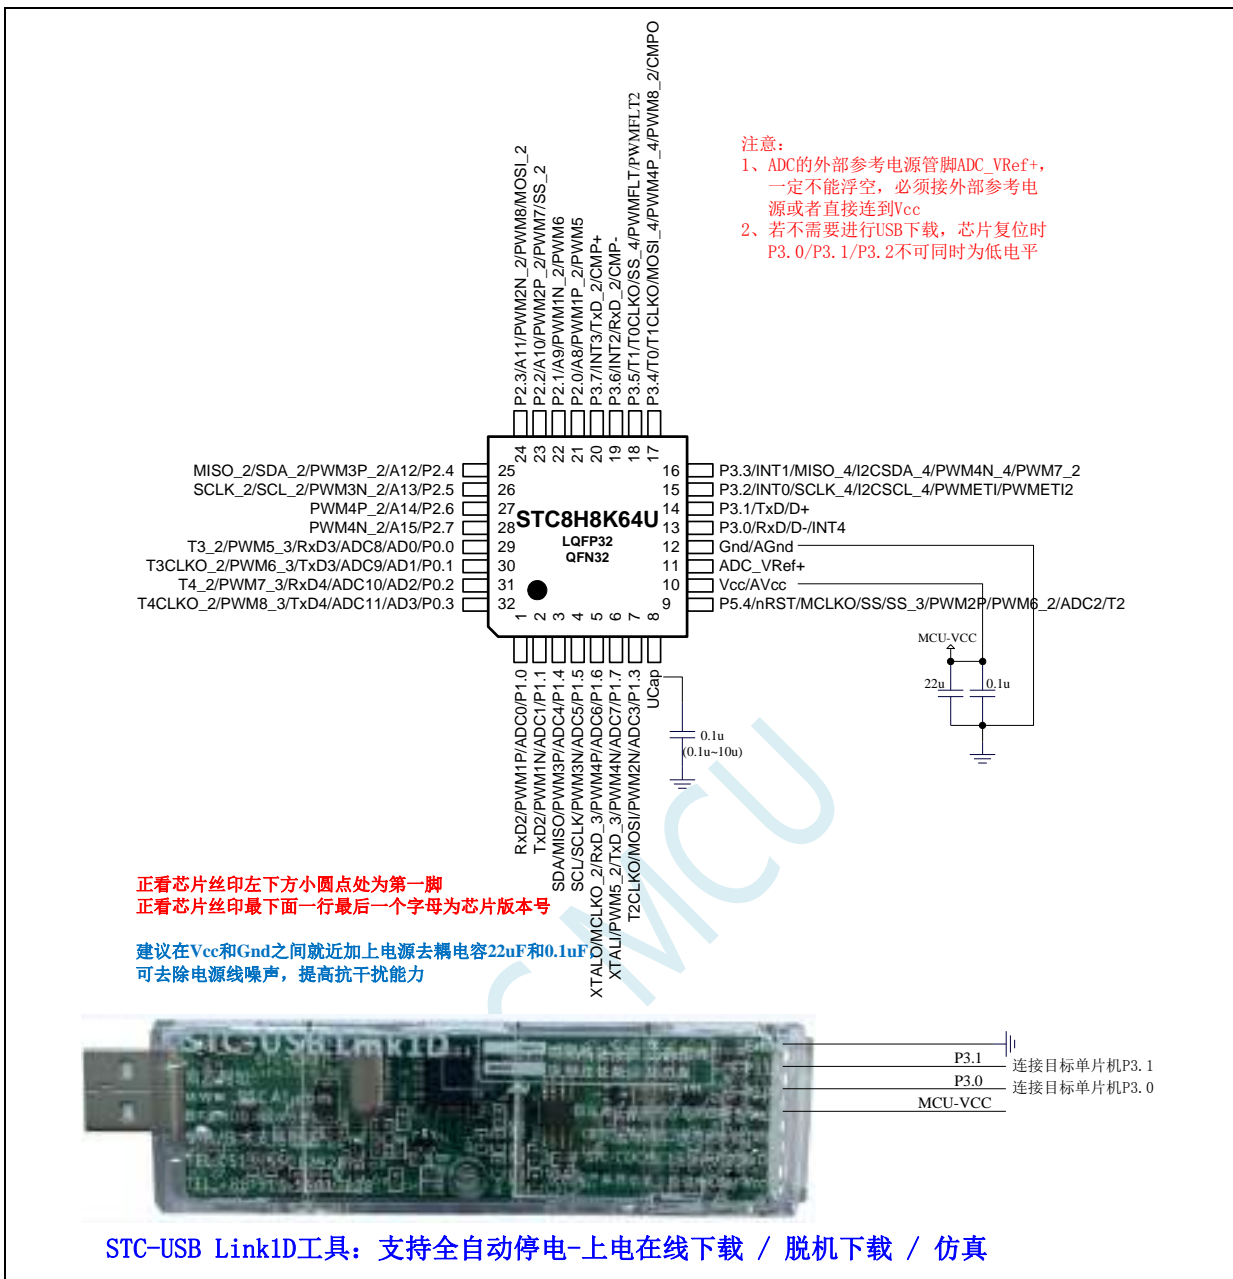 P2.3/A11/PWM2N_2/PWM8/MOSI_2
P2.2/A10/PWM2P_2/PWM7/SS_2
P2.1/A9/PWM1N_2/PWM6
P2.0/A8/PWM1P_2/PWM5
P3.7/INT3/TxD_2/CMP+
P3.6/INT2/RxD_2/CMP-
P3.5/T1/T0CLKO/SS_4/PWMFLT/PWMFLT2
P3.4/T0/T1CLKO/MOSI_4/PWM4P_4/PWM8_2/CMPO
注意:
1、ADC的外部参考电源管脚ADC_VRef+,
一定不能浮空，必须接外部参考电
源或者直接连到Vcc
2、若不需要进行USB下载，芯片复位时
P3.0/P3.1/P3.2不可同时为低电平
24 23 22 21 20 19 18 17
MISO_2/SDA_2/PWM3P_2/A12/P2.4 25
SCLK_2/SCL_2/PWM3N_2/A13/P2.5 26
PWM4P_2/A14/P2.6 27
PWM4N_2/A15/P2.7 28
T3_2/PWM5_3/RxD3/ADC8/AD0/P0.0 29
T3CLKO_2/PWM6_3/TxD3/ADC9/AD1/P0.1 30
T4_2/PWM7_3/RxD4/ADC10/AD2/P0.2 31
T4CLKO_2/PWM8_3/TxD4/ADC11/AD3/P0.3 32
STC8H8K64U
LQFP32
QFN32
16 P3.3/INT1/MISO_4/I2CSDA_4/PWM4N_4/PWM7_2
15 P3.2/INT0/SCLK_4/I2CSCL_4/PWMETI/PWMETI2
14 P3.1/TxD/D+
13 P3.0/RxD/D-/INT4
12 Gnd/AGnd
11 ADC_VRef+
10 Vcc/AVcc
9 P5.4/nRST/MCLKO/SS/SS_3/PWM2P/PWM6_2/ADC2/T2
1 2 3 4 5 6 7 8
RxD2/PWM1P/ADC0/P1.0
TxD2/PWM1N/ADC1/P1.1
SDA/MISO/PWM3P/ADC4/P1.4
SCL/SCLK/PWM3N/ADC5/P1.5
XTALO/MCLKO_2/RxD_3/PWM4P/ADC6/P1.6
XTALI/PWM5_2/TxD_3/PWM4N/ADC7/P1.7
T2CLKO/MOSI/PWM2N/ADC3/P1.3
UCap
MCU-VCC
22u 0.1u
0.1u
(0.1u~10u)
正看芯片丝印左下方小圆点处为第一脚
正看芯片丝印最下面一行最后一个字母为芯片版本号
建议在Vcc和Gnd之间就近加上电源去耦电容22uF和0.1uF,
可去除电源线噪声，提高抗干扰能力
MCU
STC-USB Link1D
P3.1 连接目标单片机P3.1
P3.0 连接目标单片机P3.0
MCU-VCC
STC-USB Link1D工具: 支持全自动停电-上电在线下载 / 脱机下载 / 仿真